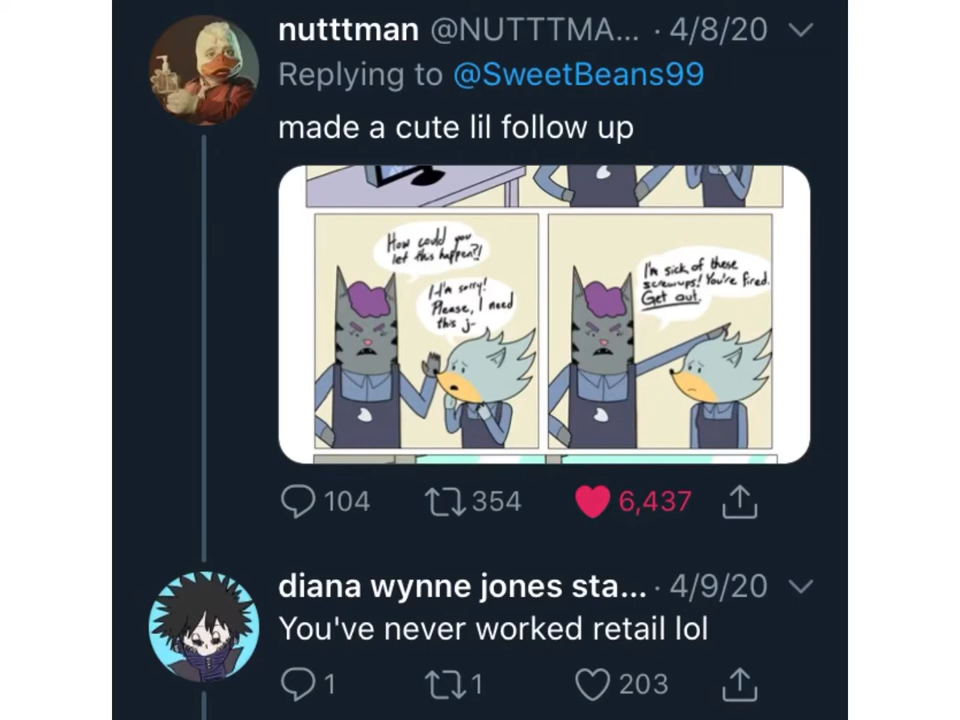 nutttman @NUTTTMA... · 4/8/20
Replying to @SweetBeans99
made a cute lil follow up
How could you
let this happen?!
I-I'm sorry!
Please, I need
this j-
I'm sick of these
screwups! You're fired.
Get out.
104 354 6,437
diana wynne jones sta... · 4/9/20
You've never worked retail lol
1 1 203